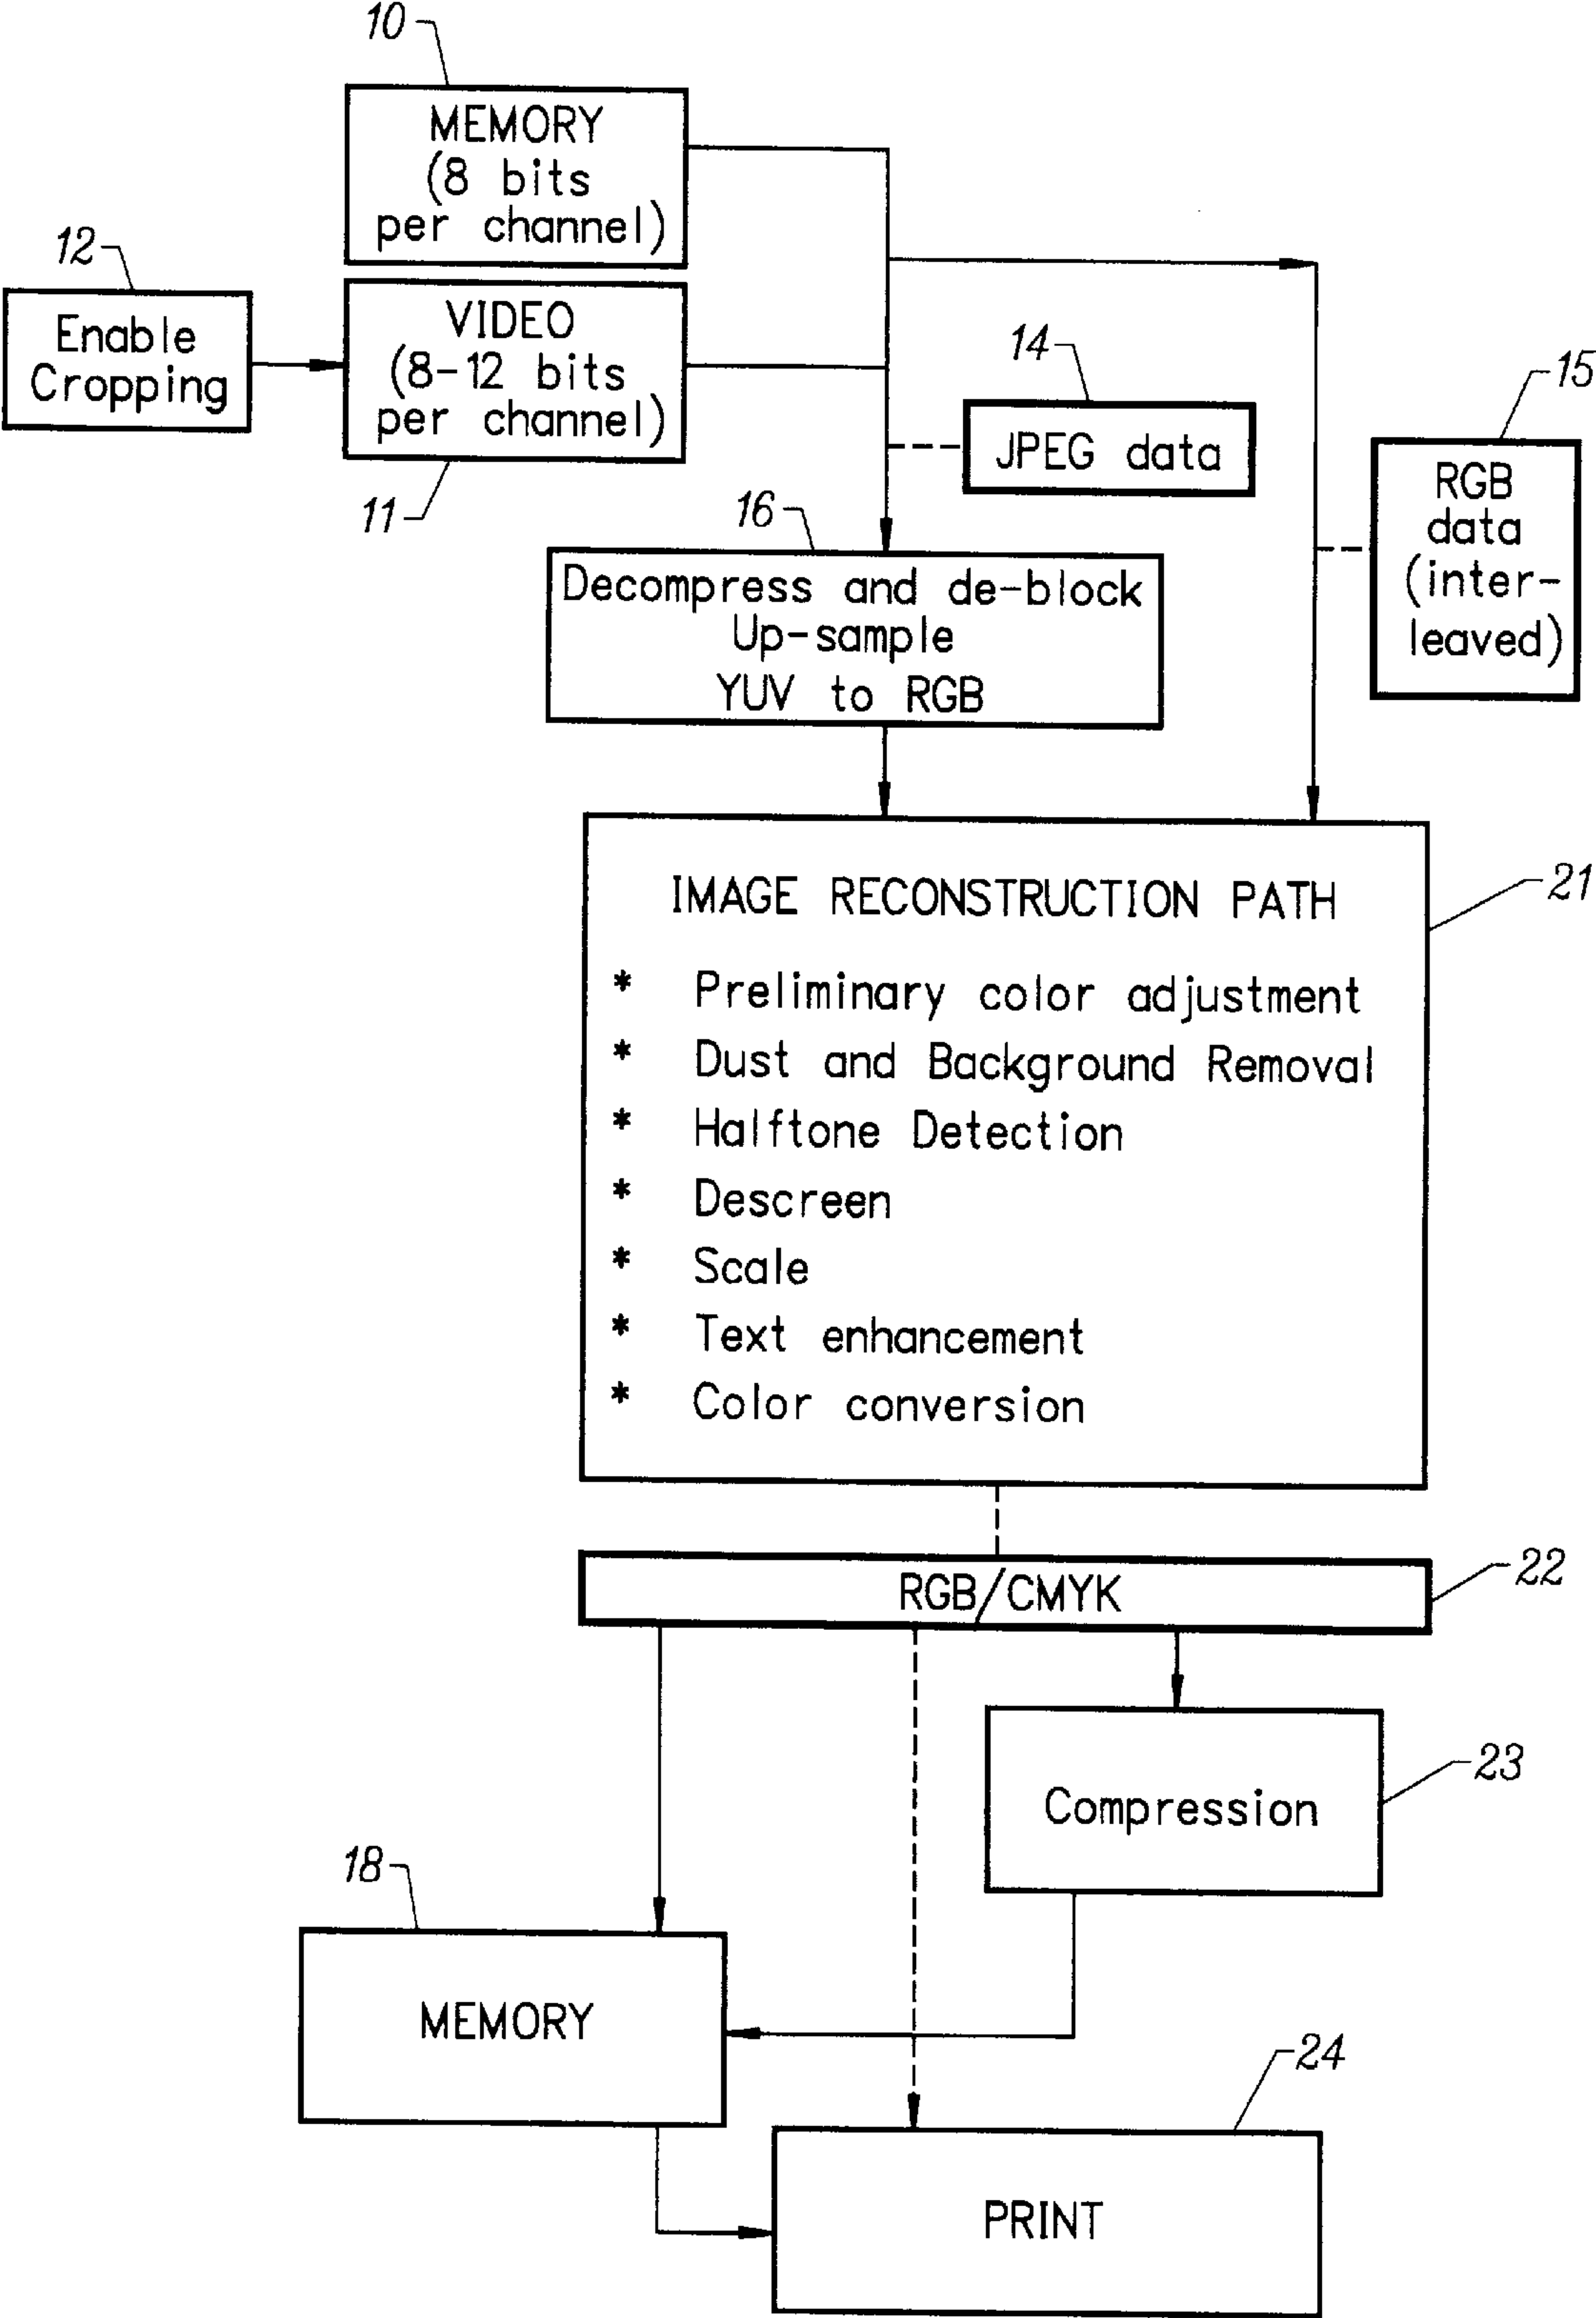 10
MEMORY
(8 bits
per channel)
12
Enable
Cropping
VIDEO
(8-12 bits
per channel)
11
14
JPEG data
15
RGB
data
(inter-
leaved)
16
Decompress and de-block
Up-sample
YUV to RGB
21
IMAGE RECONSTRUCTION PATH
* Preliminary color adjustment
* Dust and Background Removal
* Halftone Detection
* Descreen
* Scale
* Text enhancement
* Color conversion
RGB/CMYK
22
Compression
23
18
MEMORY
24
PRINT